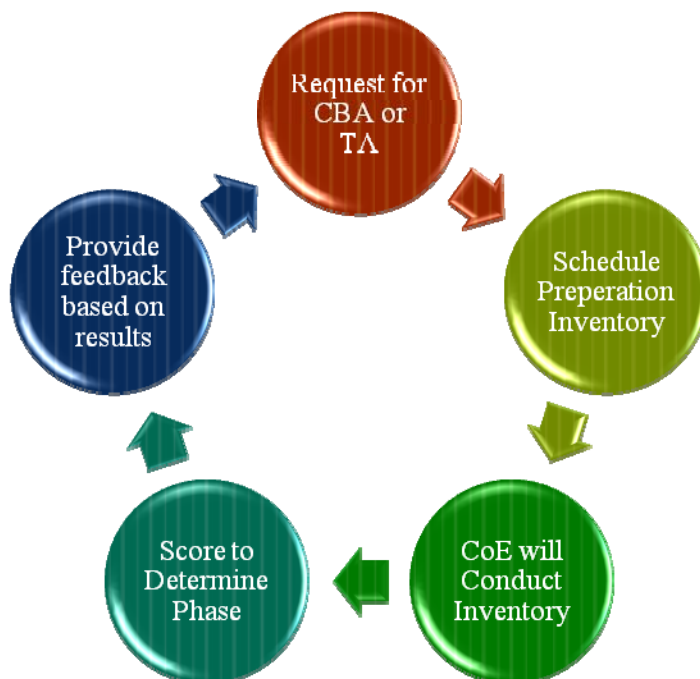 Request for
CBA or
TA
Schedule
Preperation
Inventory
CoE will
Conduct
Inventory
Score to
Determine
Phase
Provide
feedback
based on
results